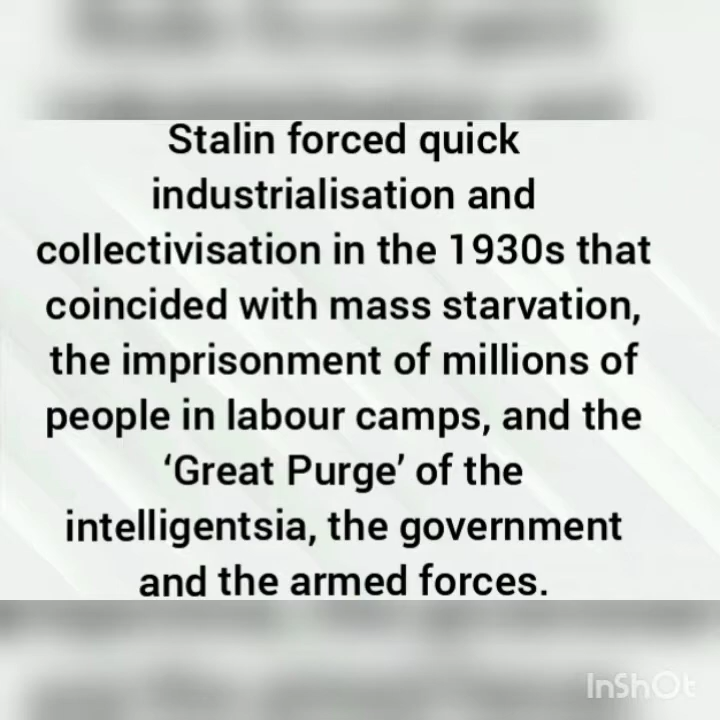 Stalin forced quick
industrialisation and
collectivisation in the 1930s that
coincided with mass starvation,
the imprisonment of millions of
people in labour camps, and the
‘Great Purge’ of the
intelligentsia, the government
and the armed forces.
InShOt